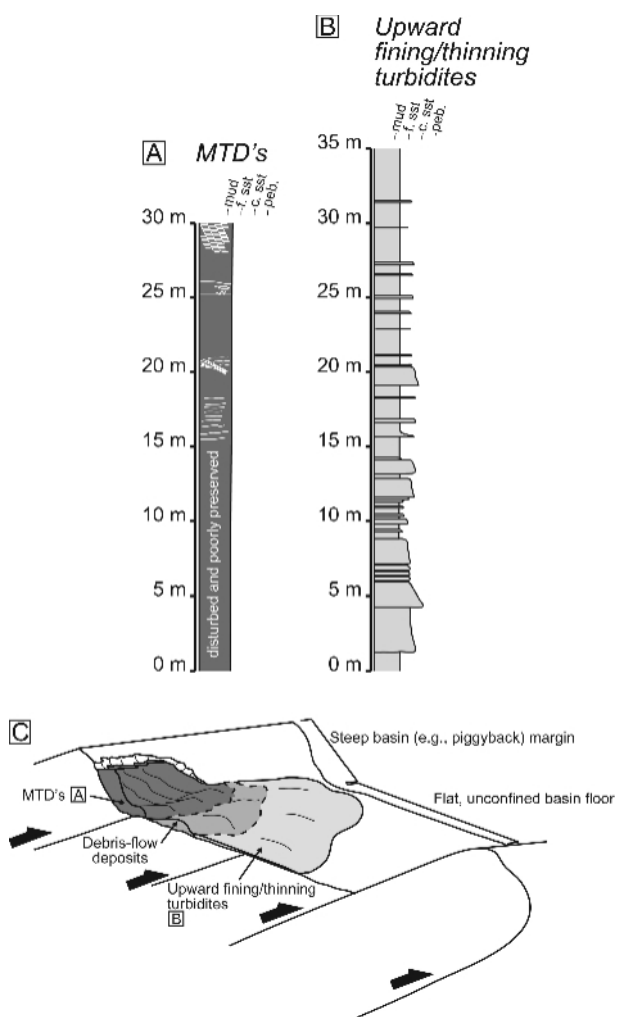 B Upward
fining/thinning
turbidites
-mud
-f. sst
-c. sst
-peb.
35 m
30 m
25 m
20 m
15 m
10 m
5 m
0 m
A MTD's
-mud
-f. sst
-c. sst
-peb.
30 m
25 m
20 m
15 m
10 m
5 m
0 m
disturbed and poorly preserved
C
Steep basin (e.g., piggyback) margin
Flat, unconfined basin floor
MTD's A
Debris-flow
deposits
Upward fining/thinning
turbidites
B